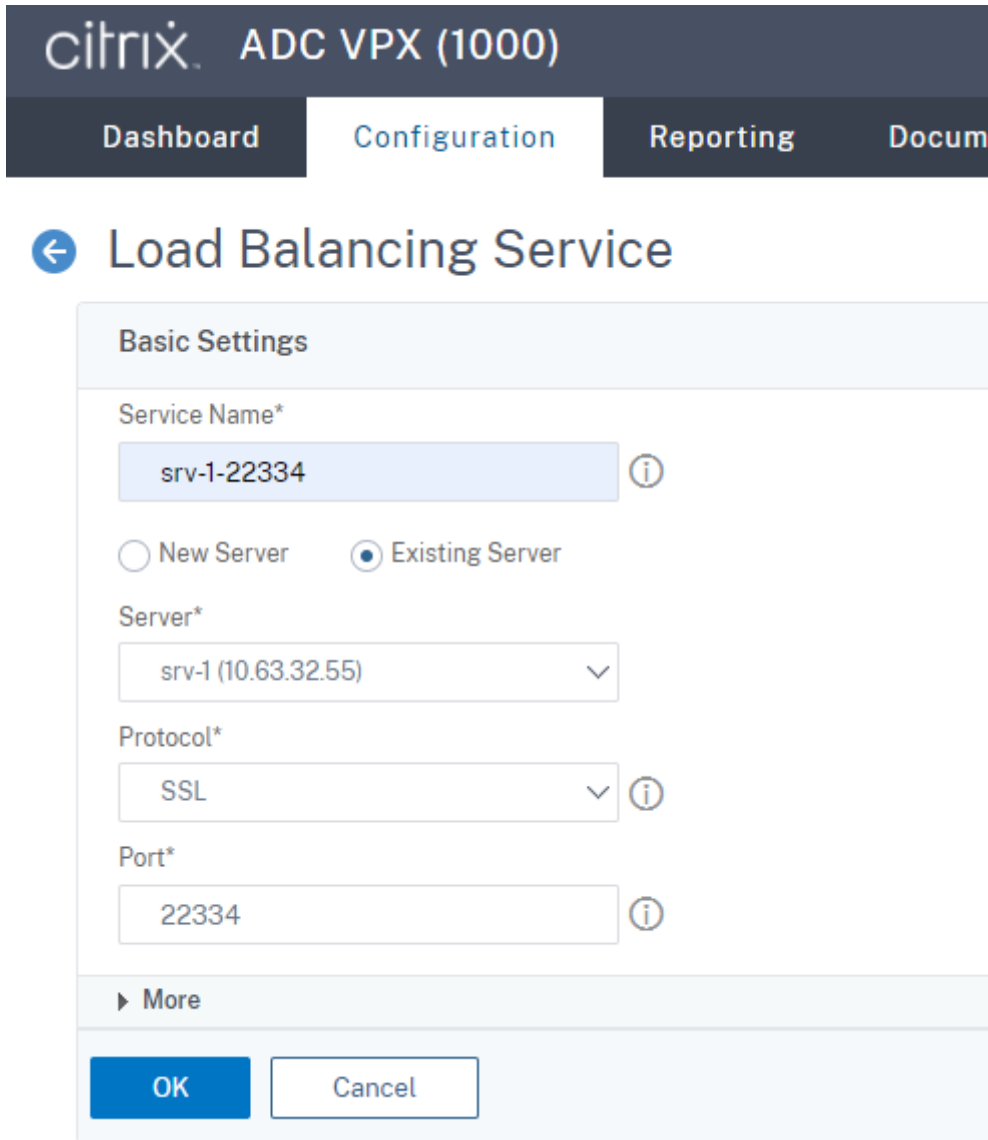 citrix. ADC VPX (1000)
Dashboard Configuration Reporting Docum
Load Balancing Service
Basic Settings
Service Name*
srv-1-22334
New Server Existing Server
Server*
srv-1 (10.63.32.55)
Protocol*
SSL
Port*
22334
More
OK Cancel